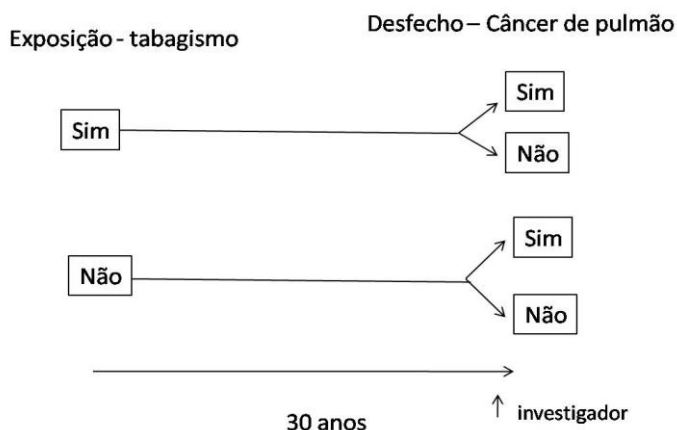 Exposição - tabagismo
Desfecho – Câncer de pulmão
Sim
Sim
Não
Não
Sim
Não
30 anos
investigador